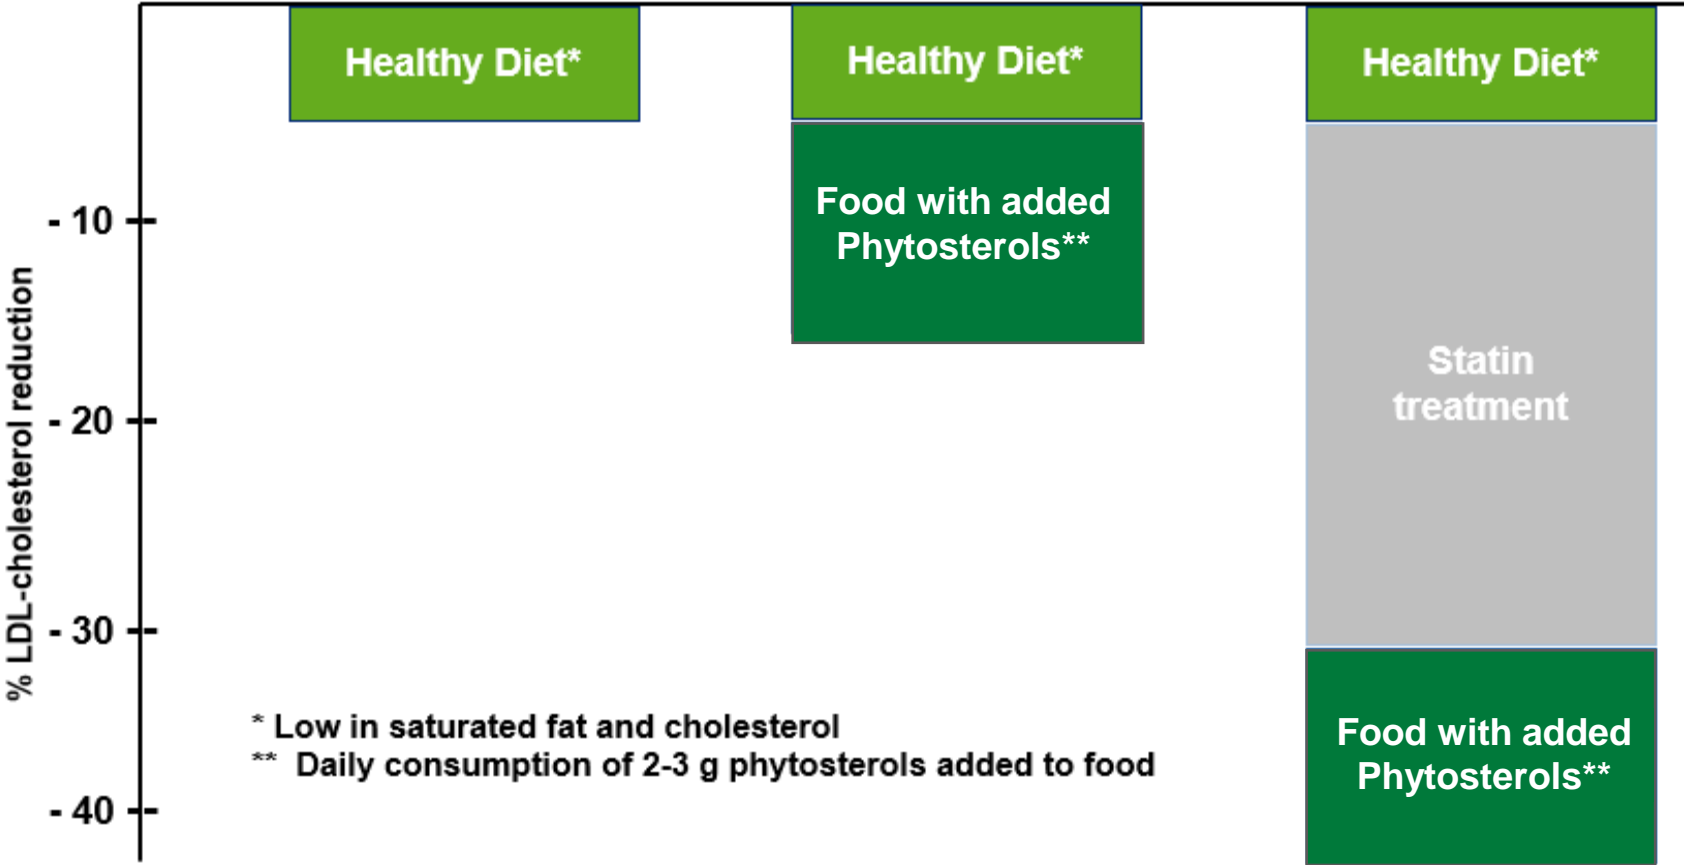 Healthy Diet*
Healthy Diet*
Healthy Diet*
Food with added
Phytosterols**
Statin
treatment
Food with added
Phytosterols**
% LDL-cholesterol reduction
- 10
- 20
- 30
- 40
* Low in saturated fat and cholesterol
** Daily consumption of 2-3 g phytosterols added to food